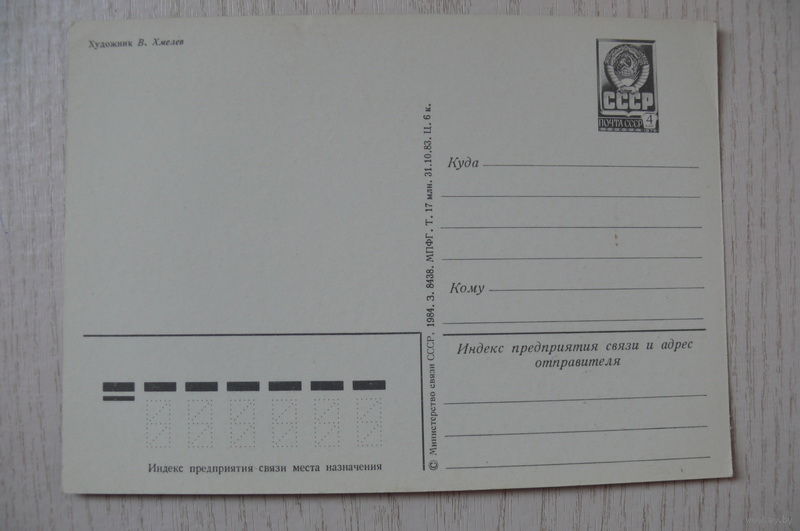 Художник В. Хмелев
СССР
ПОЧТА СССР 4
Куда
Кому
© Министерство связи СССР, 1984. З. 8438. МПФГ. Т. 17 млн. 31.10.83. Ц. 6 к.
Индекс предприятия связи и адрес
отправителя
Индекс предприятия связи места назначения